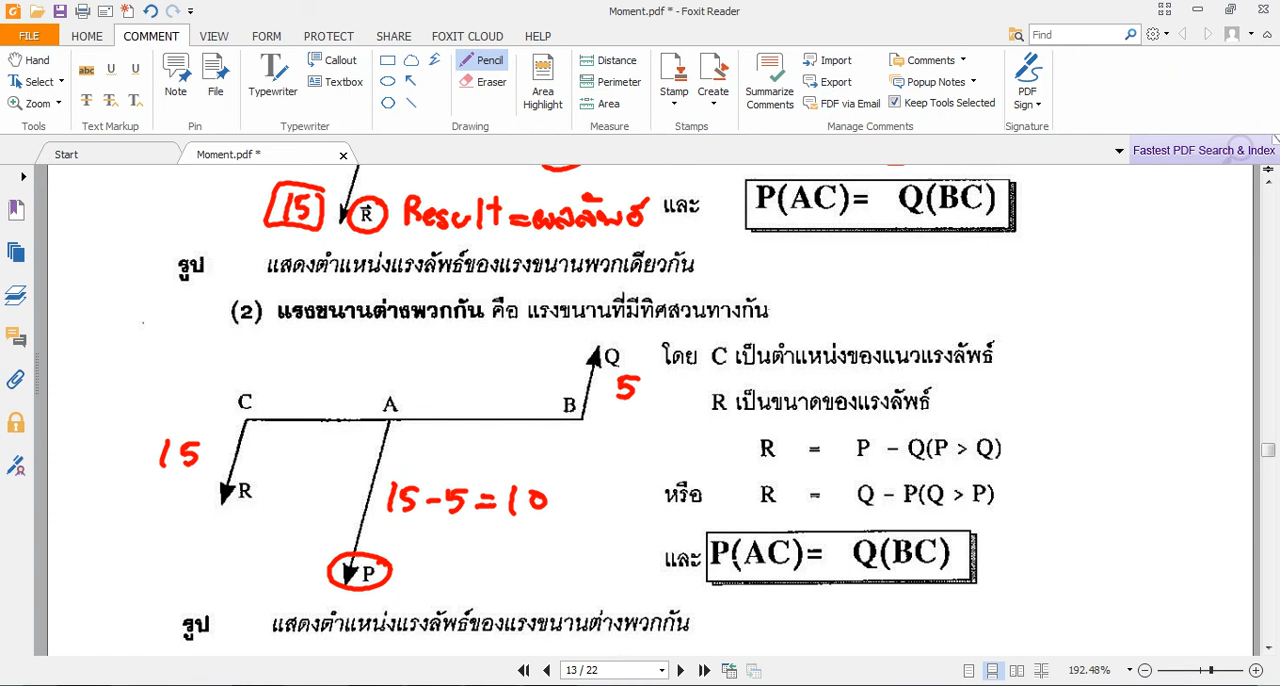 Moment.pdf * - Foxit Reader
FILE HOME COMMENT VIEW FORM PROTECT SHARE FOXIT CLOUD HELP
Find
Hand
Select
Zoom
Tools
abc U U
T T T
Text Markup
Note
File
Pin
Typewriter
Callout
Textbox
Typewriter
Pencil
Eraser
Drawing
Area Highlight
Distance
Perimeter
Area
Measure
Stamp
Create
Stamps
Summarize Comments
Import
Export
FDF via Email
Comments
Popup Notes
Keep Tools Selected
Manage Comments
PDF Sign
Signature
Start
Moment.pdf *
Fastest PDF Search & Index
15 R Result = ผลลัพธ์ และ P(AC)= Q(BC)
รูป แสดงตำแหน่งแรงลัพธ์ของแรงขนานพวกเดียวกัน
(2) แรงขนานต่างพวกกัน คือ แรงขนานที่มีทิศสวนทางกัน
Q
5
C A B
15
R
15-5=10
P
โดย C เป็นตำแหน่งของแนวแรงลัพธ์
R เป็นขนาดของแรงลัพธ์
R = P - Q(P > Q)
หรือ R = Q - P(Q > P)
และ P(AC)= Q(BC)
รูป แสดงตำแหน่งแรงลัพธ์ของแรงขนานต่างพวกกัน
13 / 22
192.48%